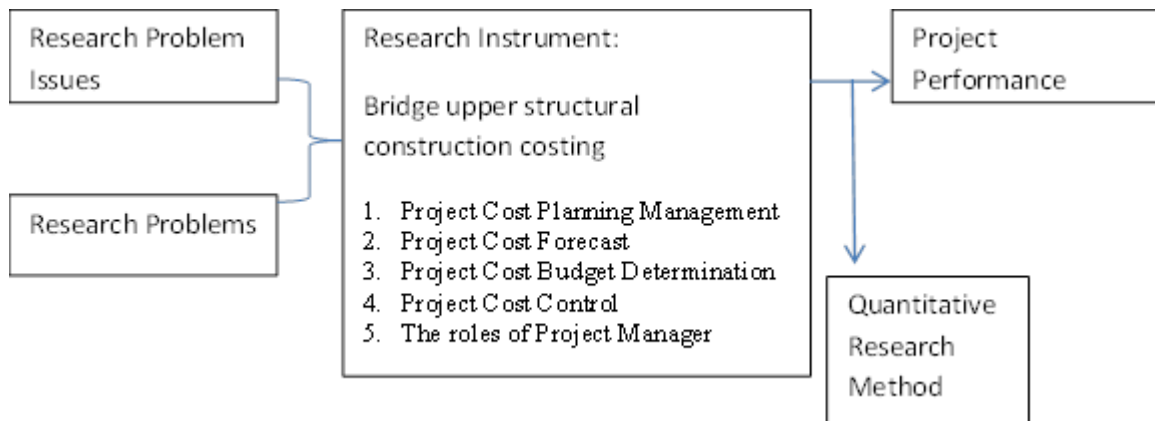 Research Problem
Issues
Research Problems
Research Instrument:
Bridge upper structural
construction costing
1. Project Cost Planning Management
2. Project Cost Forecast
3. Project Cost Budget Determination
4. Project Cost Control
5. The roles of Project Manager
Project
Performance
Quantitative
Research
Method